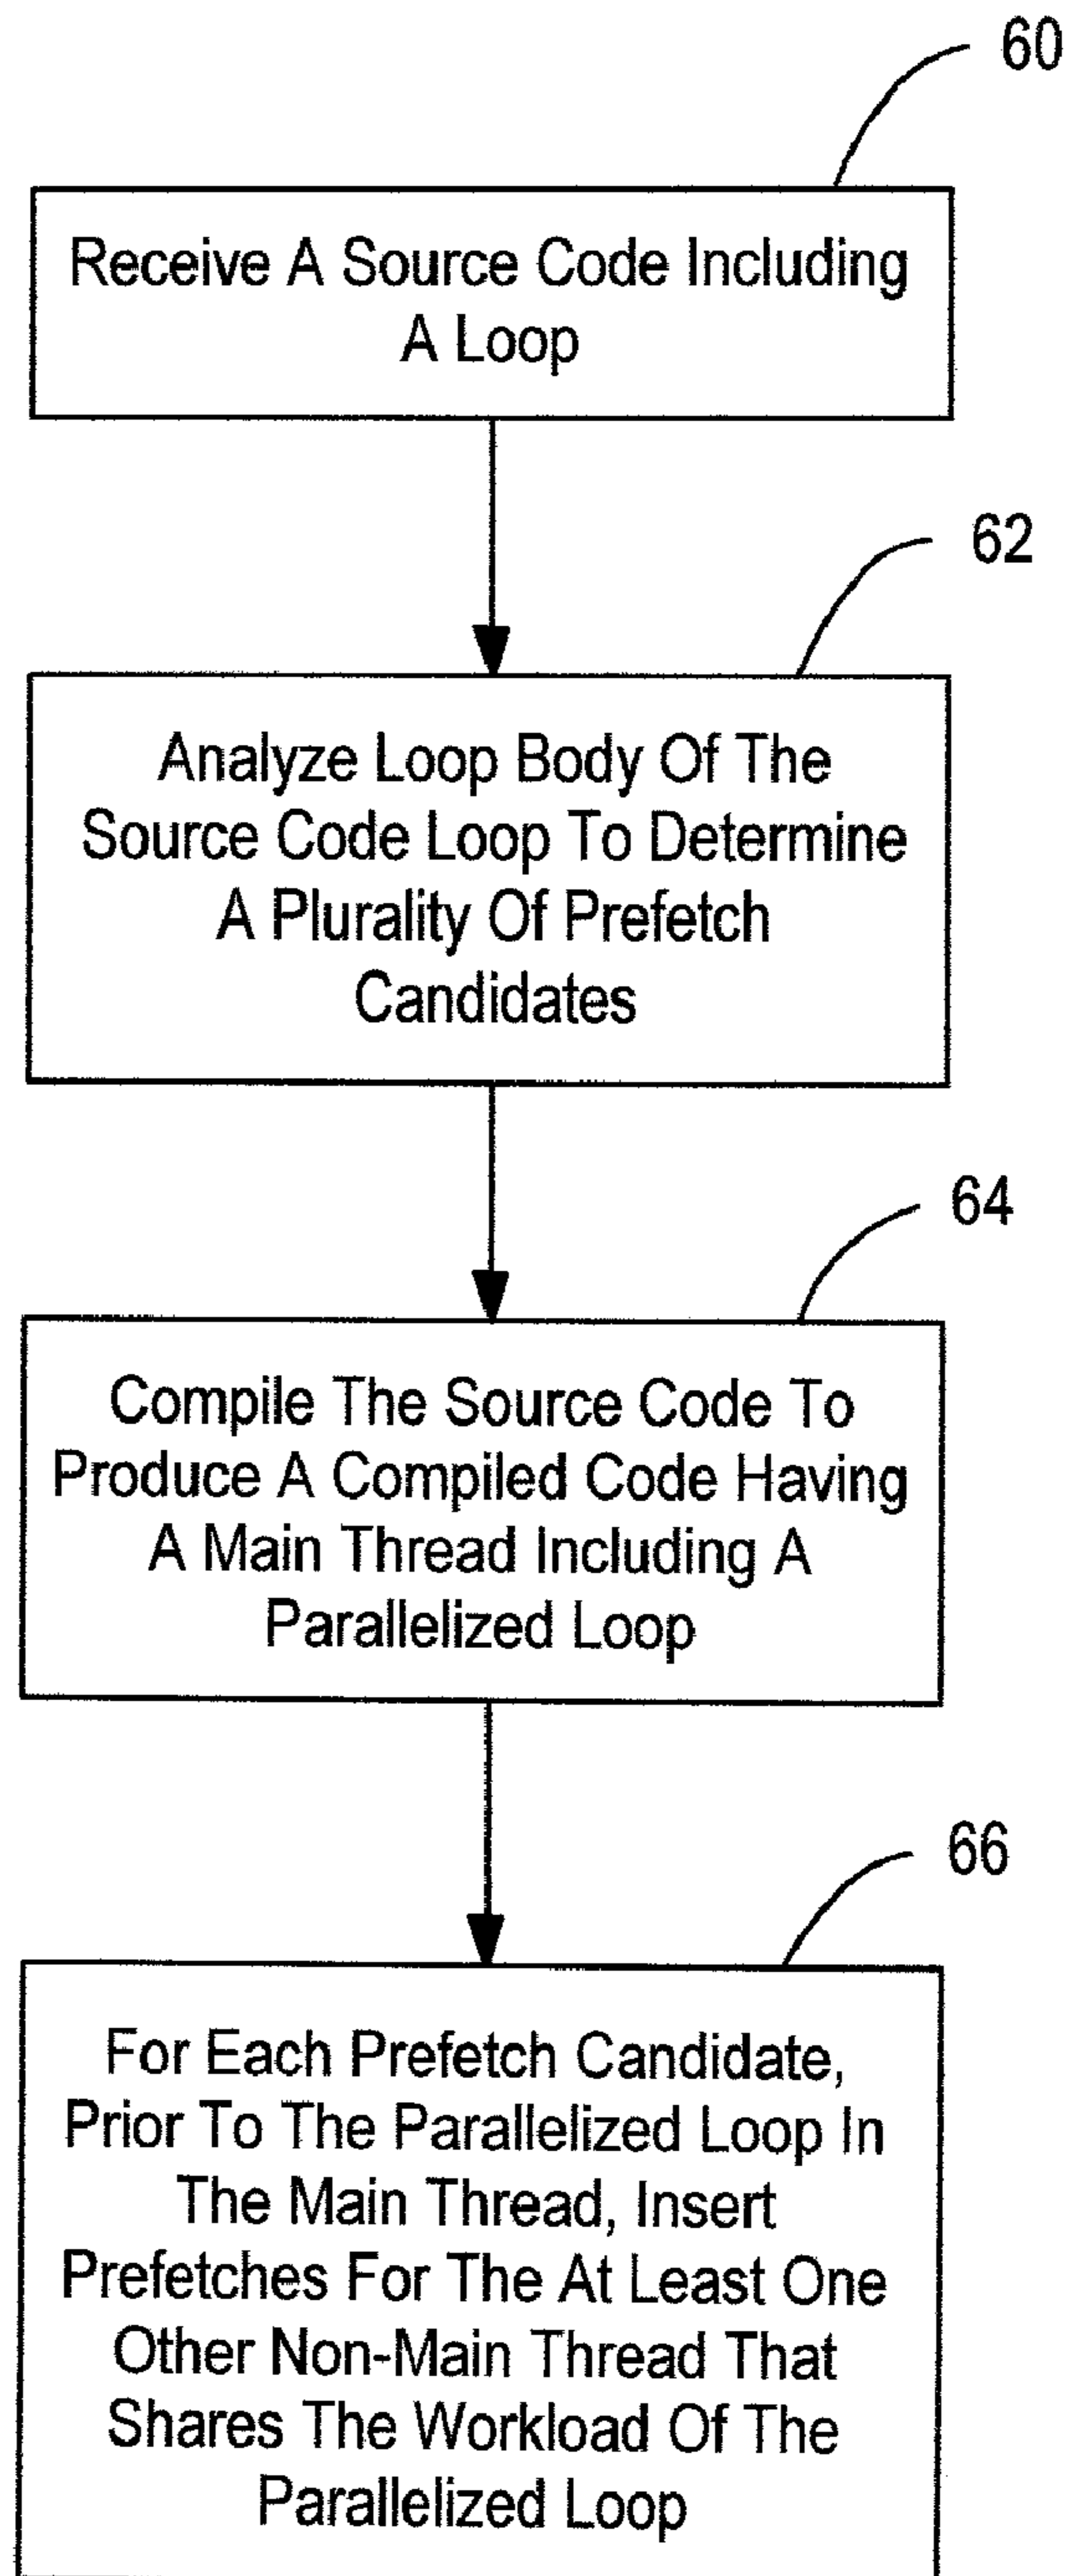 60
Receive A Source Code Including
A Loop
62
Analyze Loop Body Of The
Source Code Loop To Determine
A Plurality Of Prefetch
Candidates
64
Compile The Source Code To
Produce A Compiled Code Having
A Main Thread Including A
Parallelized Loop
66
For Each Prefetch Candidate,
Prior To The Parallelized Loop In
The Main Thread, Insert
Prefetches For The At Least One
Other Non-Main Thread That
Shares The Workload Of The
Parallelized Loop